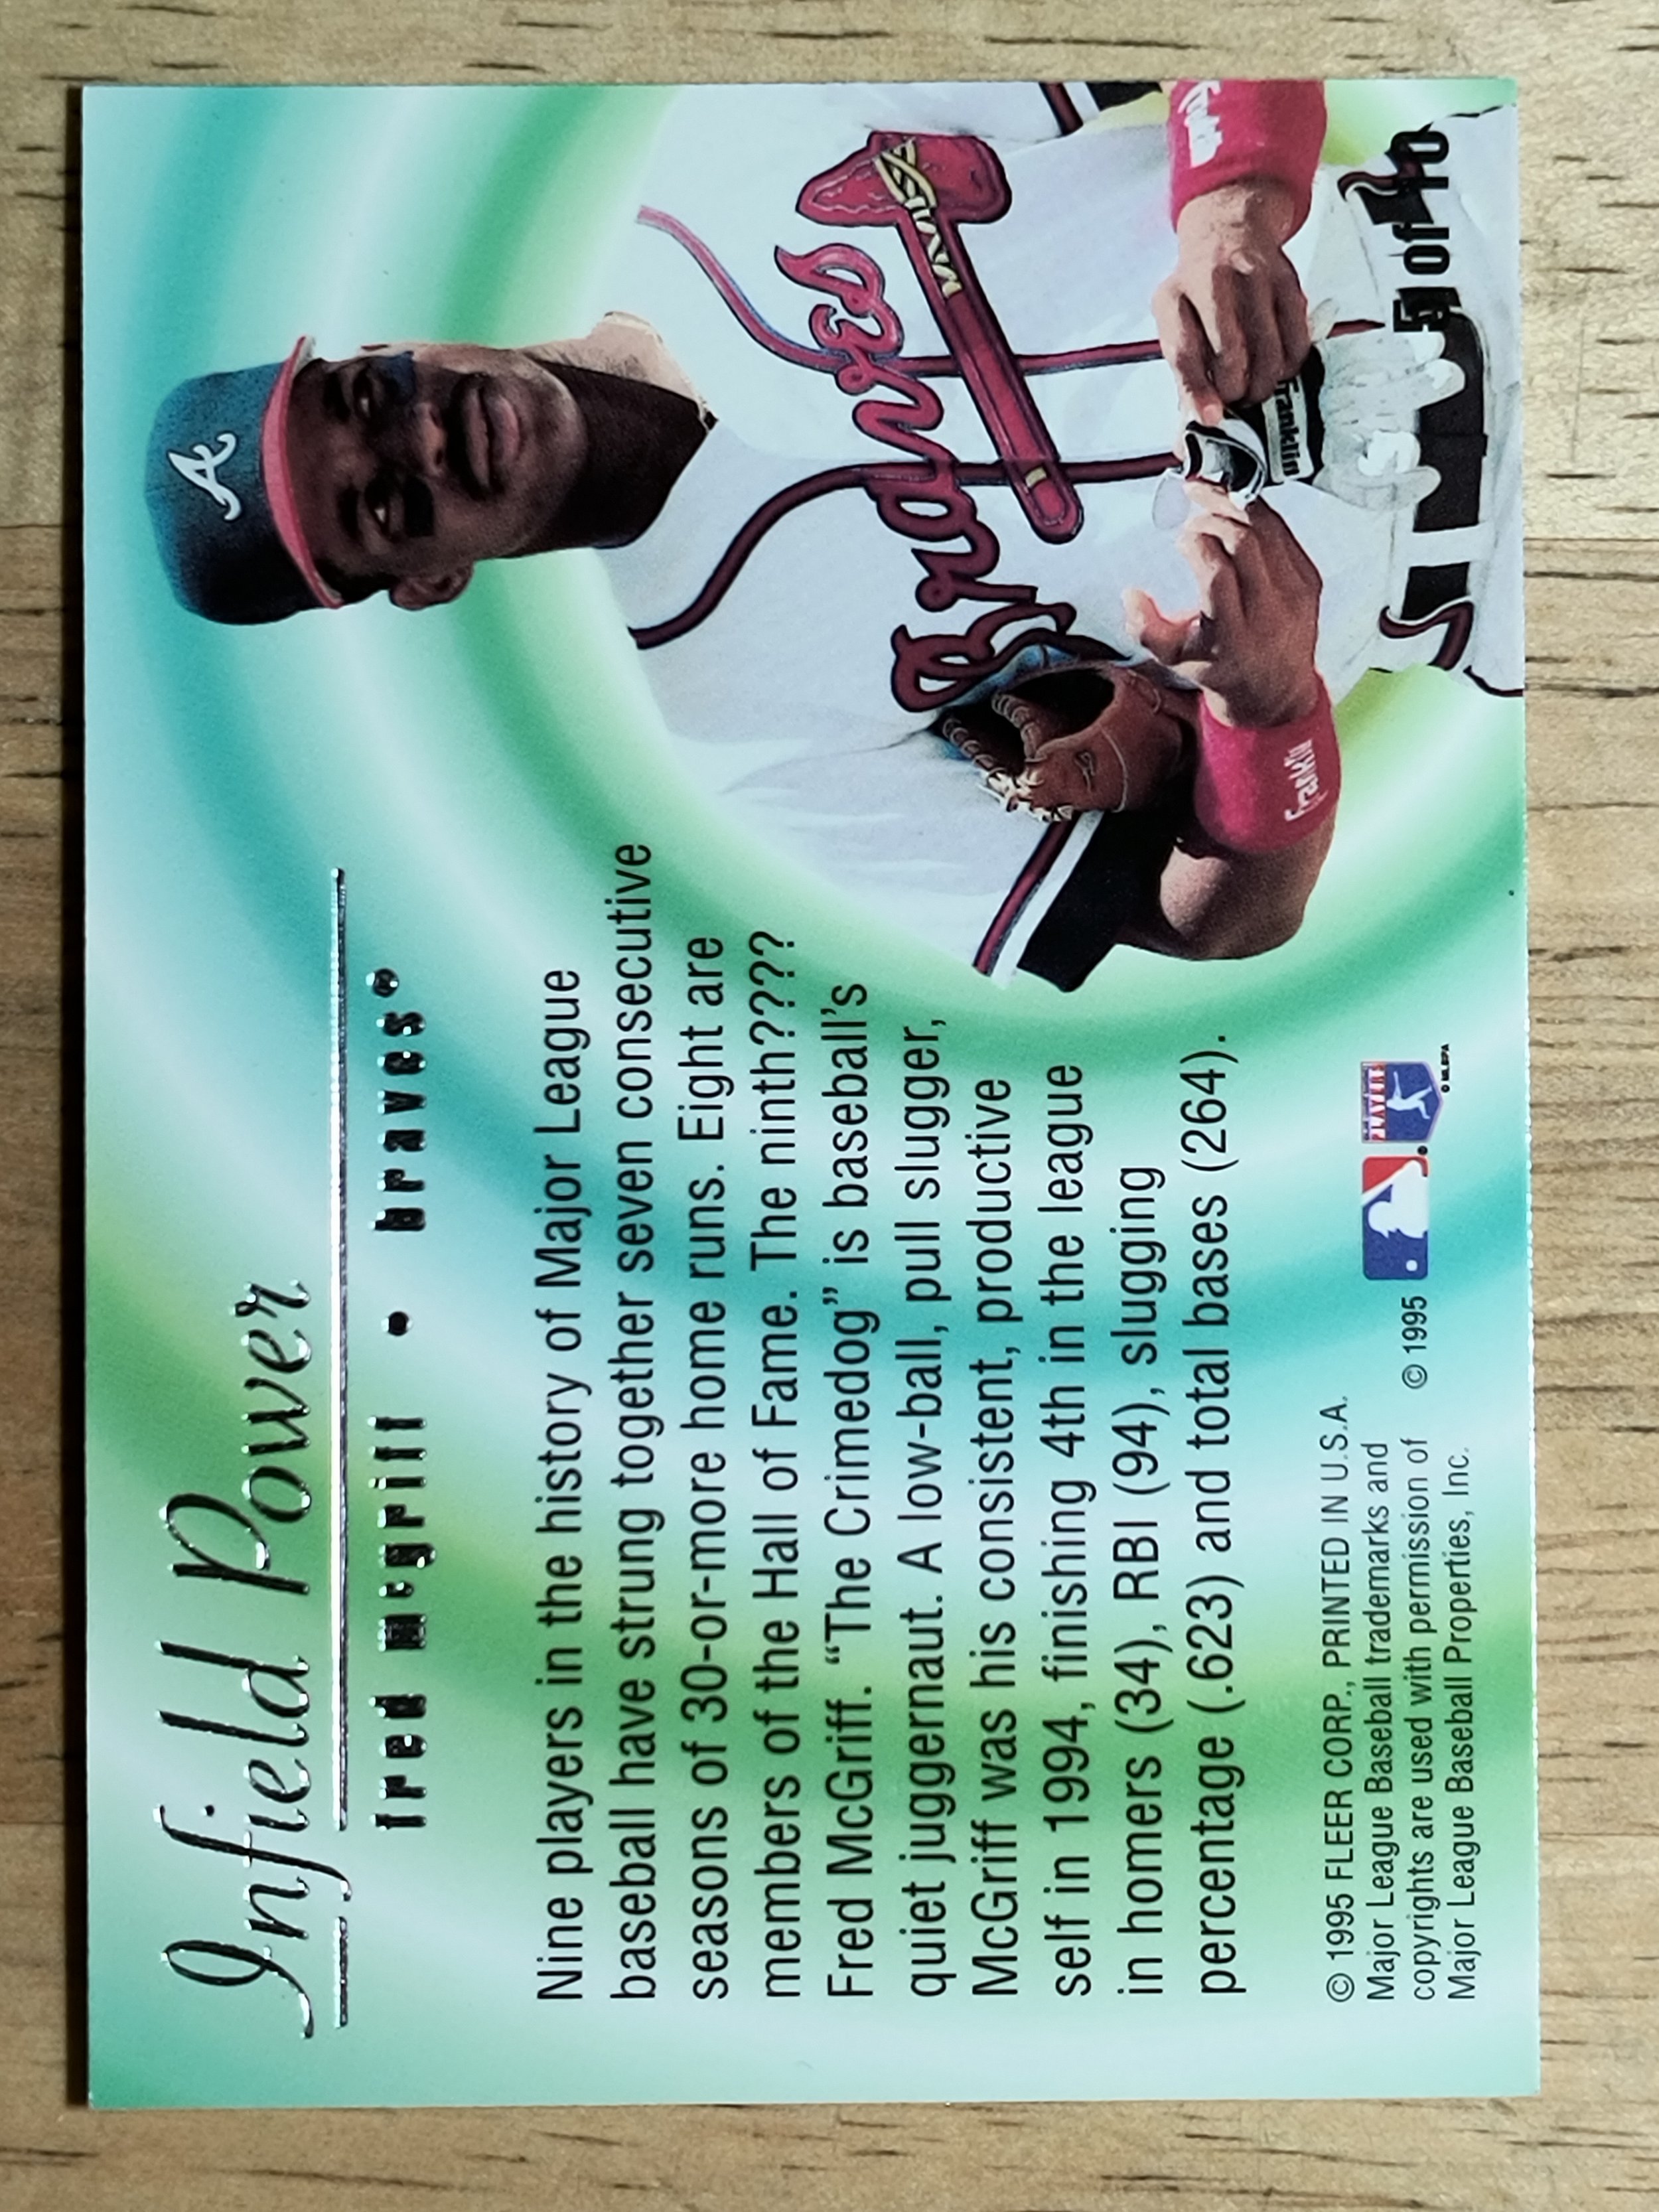 Infield Power
fred mcgriff • braves®
Nine players in the history of Major League
baseball have strung together seven consecutive
seasons of 30-or-more home runs. Eight are
members of the Hall of Fame. The ninth????
Fred McGriff. “The Crimedog” is baseball's
quiet juggernaut. A low-ball, pull slugger,
McGriff was his consistent, productive
self in 1994, finishing 4th in the league
in homers (34), RBI (94), slugging
percentage (.623) and total bases (264).
© 1995 FLEER CORP., PRINTED IN U.S.A.
Major League Baseball trademarks and
copyrights are used with permission of
Major League Baseball Properties, Inc.
© 1995
© MLBPA
A
Braves
Franklin
Franklin
5 of 10